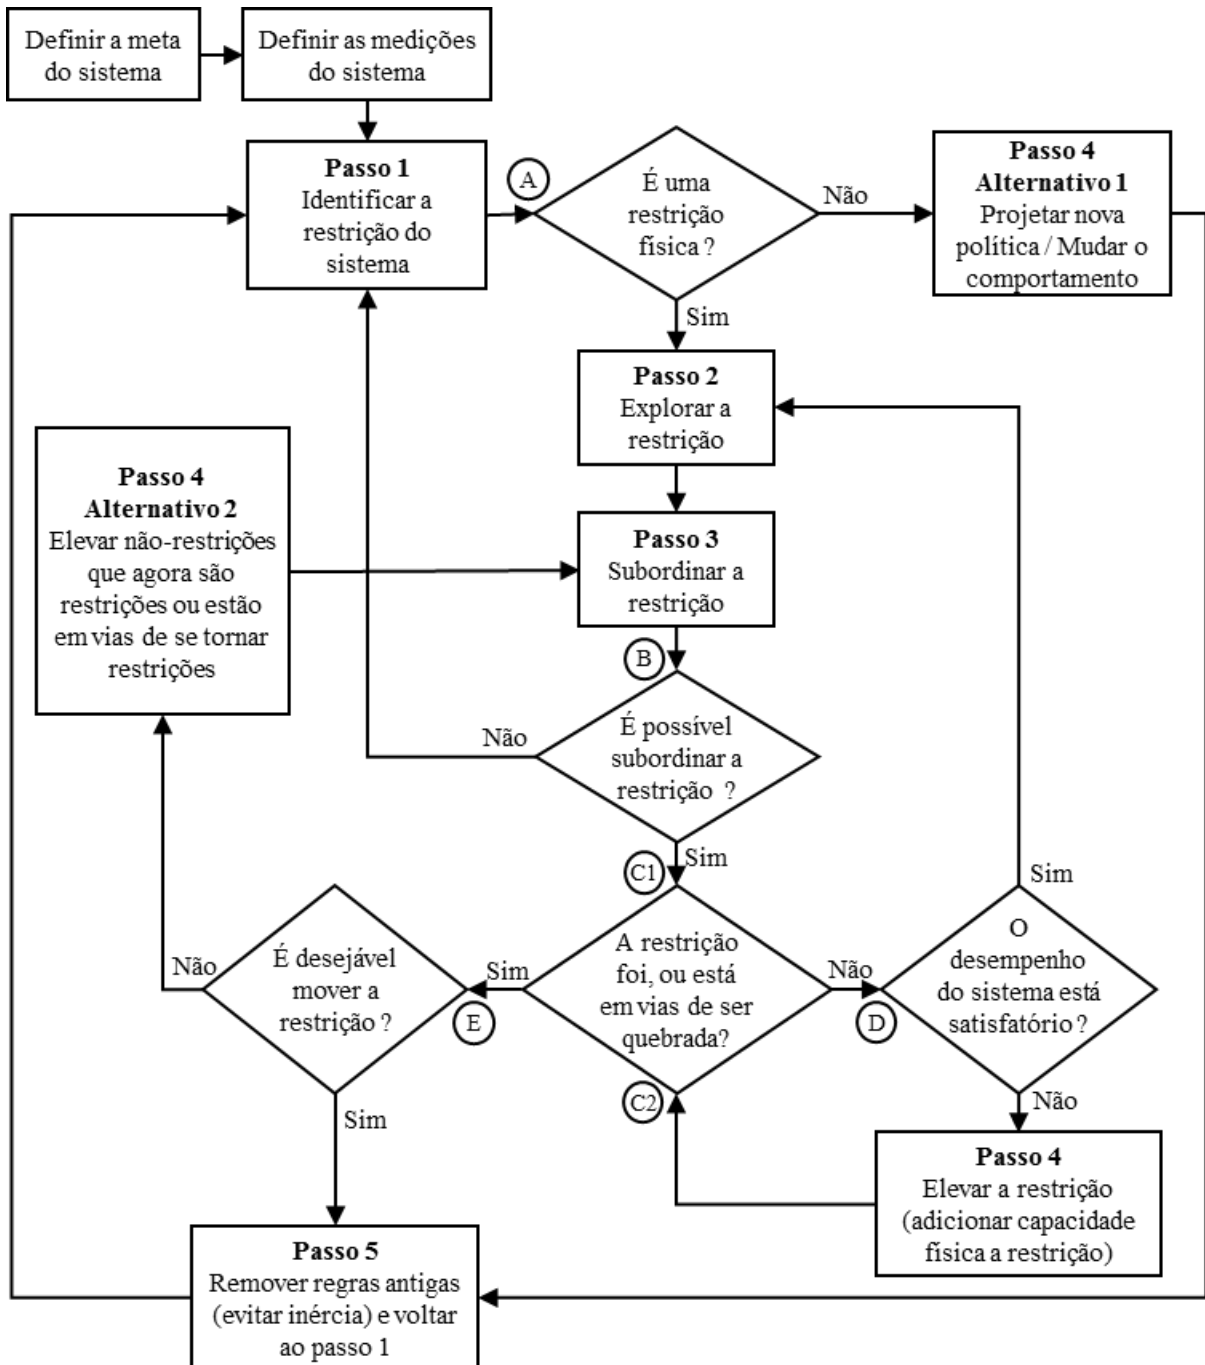 Definir a meta
do sistema
Definir as medições
do sistema
Passo 1
Identificar a
restrição do
sistema
A
É uma
restrição
física ?
Não
Passo 4
Alternativo 1
Projetar nova
política / Mudar o
comportamento
Sim
Passo 2
Explorar a
restrição
Passo 4
Alternativo 2
Elevar não-restrições
que agora são
restrições ou estão
em vias de se tornar
restrições
Passo 3
Subordinar a
restrição
B
Não
É possível
subordinar a
restrição ?
Sim
C1
Não
É desejável
mover a
restrição ?
Sim
E
A restrição
foi, ou está
em vias de ser
quebrada?
Não
D
Sim
O
desempenho
do sistema está
satisfatório ?
C2
Não
Sim
Passo 4
Elevar a restrição
(adicionar capacidade
física a restrição)
Passo 5
Remover regras antigas
(evitar inércia) e voltar
ao passo 1